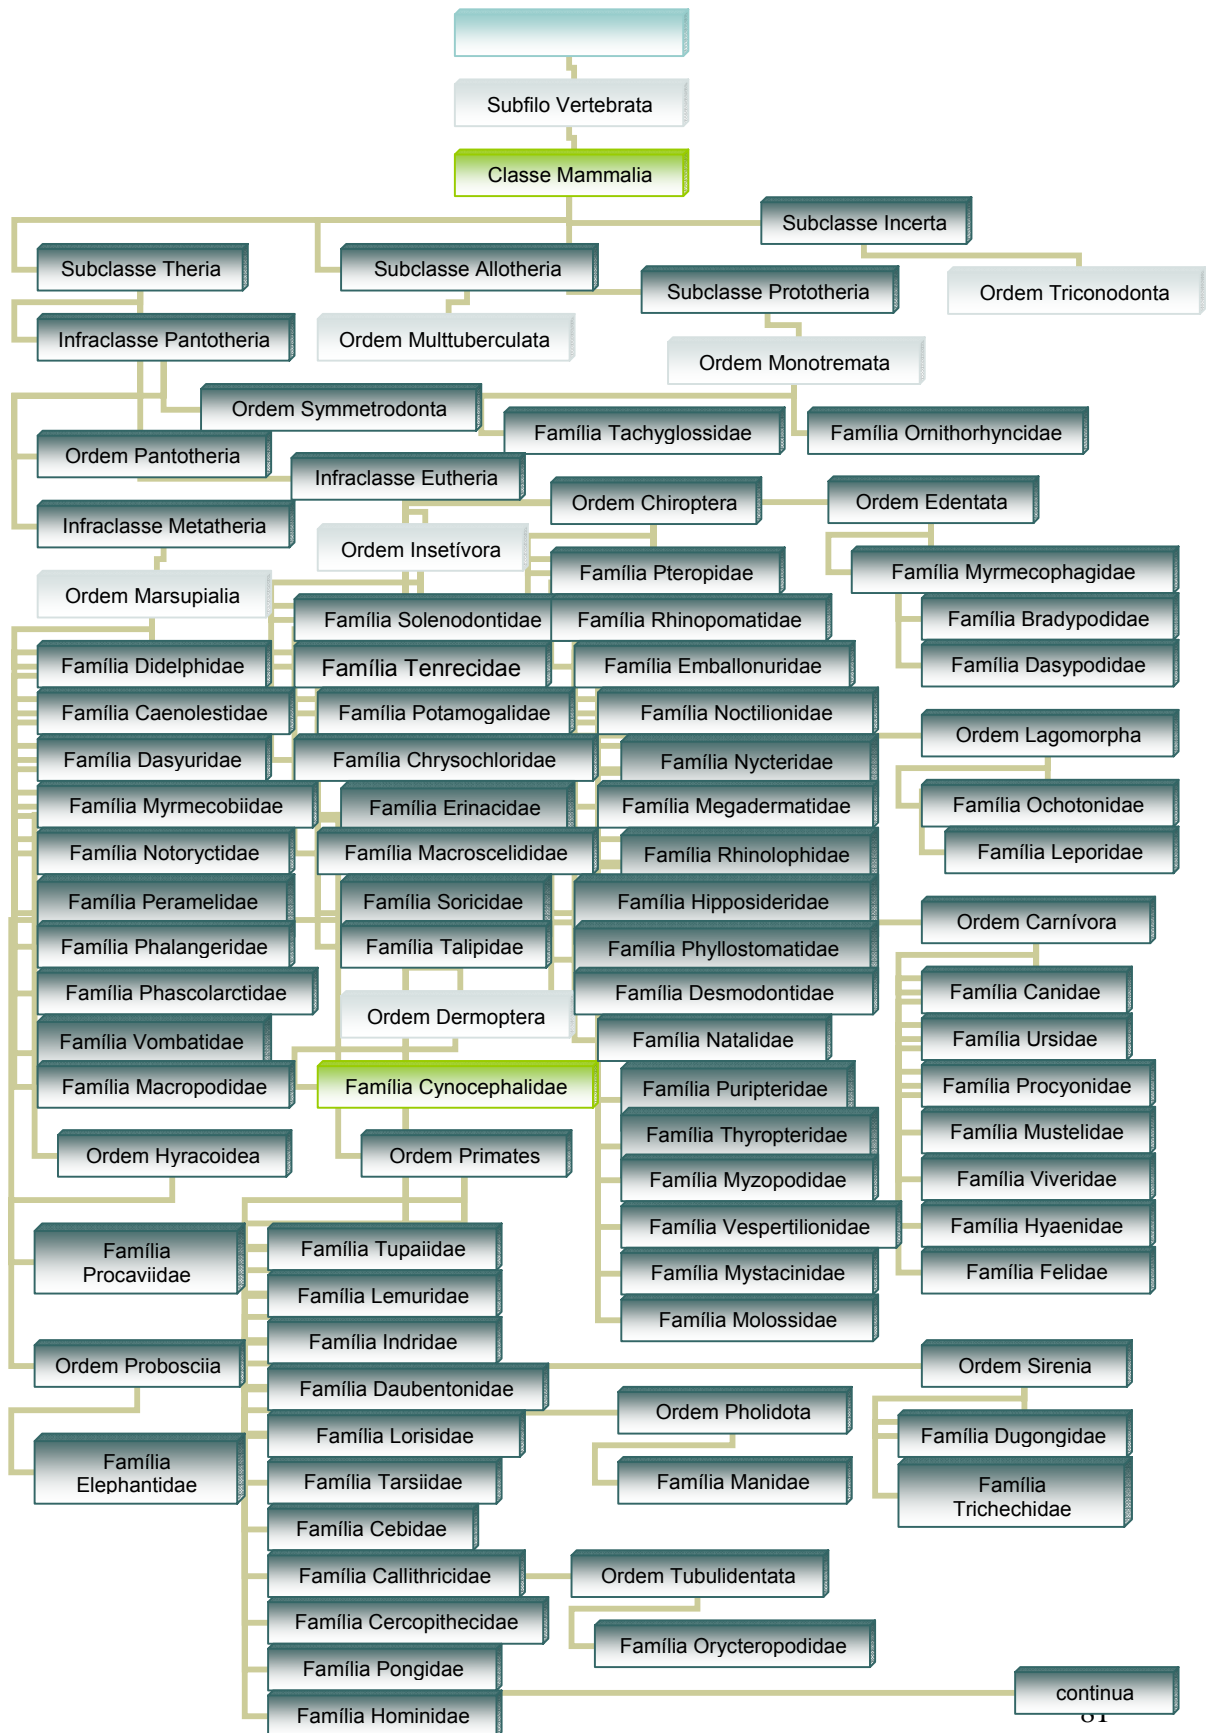 Subfilo Vertebrata
Classe Mammalia
Subclasse Incerta
Subclasse Theria
Subclasse Allotheria
Subclasse Prototheria
Ordem Triconodonta
Infraclasse Pantotheria
Ordem Multtuberculata
Ordem Monotremata
Ordem Symmetrodonta
Família Tachyglossidae
Família Ornithorhyncidae
Ordem Pantotheria
Infraclasse Eutheria
Ordem Chiroptera
Ordem Edentata
Infraclasse Metatheria
Ordem Insetívora
Família Pteropidae
Família Myrmecophagidae
Ordem Marsupialia
Família Solenodontidae
Família Rhinopomatidae
Família Bradypodidae
Família Didelphidae
Família Tenrecidae
Família Emballonuridae
Família Dasypodidae
Família Caenolestidae
Família Potamogalidae
Família Noctilionidae
Ordem Lagomorpha
Família Dasyuridae
Família Chrysochloridae
Família Nycteridae
Família Myrmecobiidae
Família Erinacidae
Família Megadermatidae
Família Ochotonidae
Família Notoryctidae
Família Macroscelididae
Família Rhinolophidae
Família Leporidae
Família Peramelidae
Família Soricidae
Família Hipposideridae
Ordem Carnívora
Família Phalangeridae
Família Talipidae
Família Phyllostomatidae
Família Phascolarctidae
Família Desmodontidae
Família Canidae
Ordem Dermoptera
Família Vombatidae
Família Natalidae
Família Ursidae
Família Macropodidae
Família Cynocephalidae
Família Puripteridae
Família Procyonidae
Família Thyropteridae
Família Mustelidae
Ordem Hyracoidea
Ordem Primates
Família Myzopodidae
Família Viveridae
Família Vespertilionidae
Família Hyaenidae
Família
Procaviidae
Família Tupaiidae
Família Mystacinidae
Família Felidae
Família Lemuridae
Família Molossidae
Família Indridae
Ordem Probosciia
Ordem Sirenia
Família Daubentonidae
Ordem Pholidota
Família Lorisidae
Família Dugongidae
Família
Elephantidae
Família Tarsiidae
Família Manidae
Família
Trichechidae
Família Cebidae
Família Callithricidae
Ordem Tubulidentata
Família Cercopithecidae
Família Orycteropodidae
Família Pongidae
continua
Família Hominidae